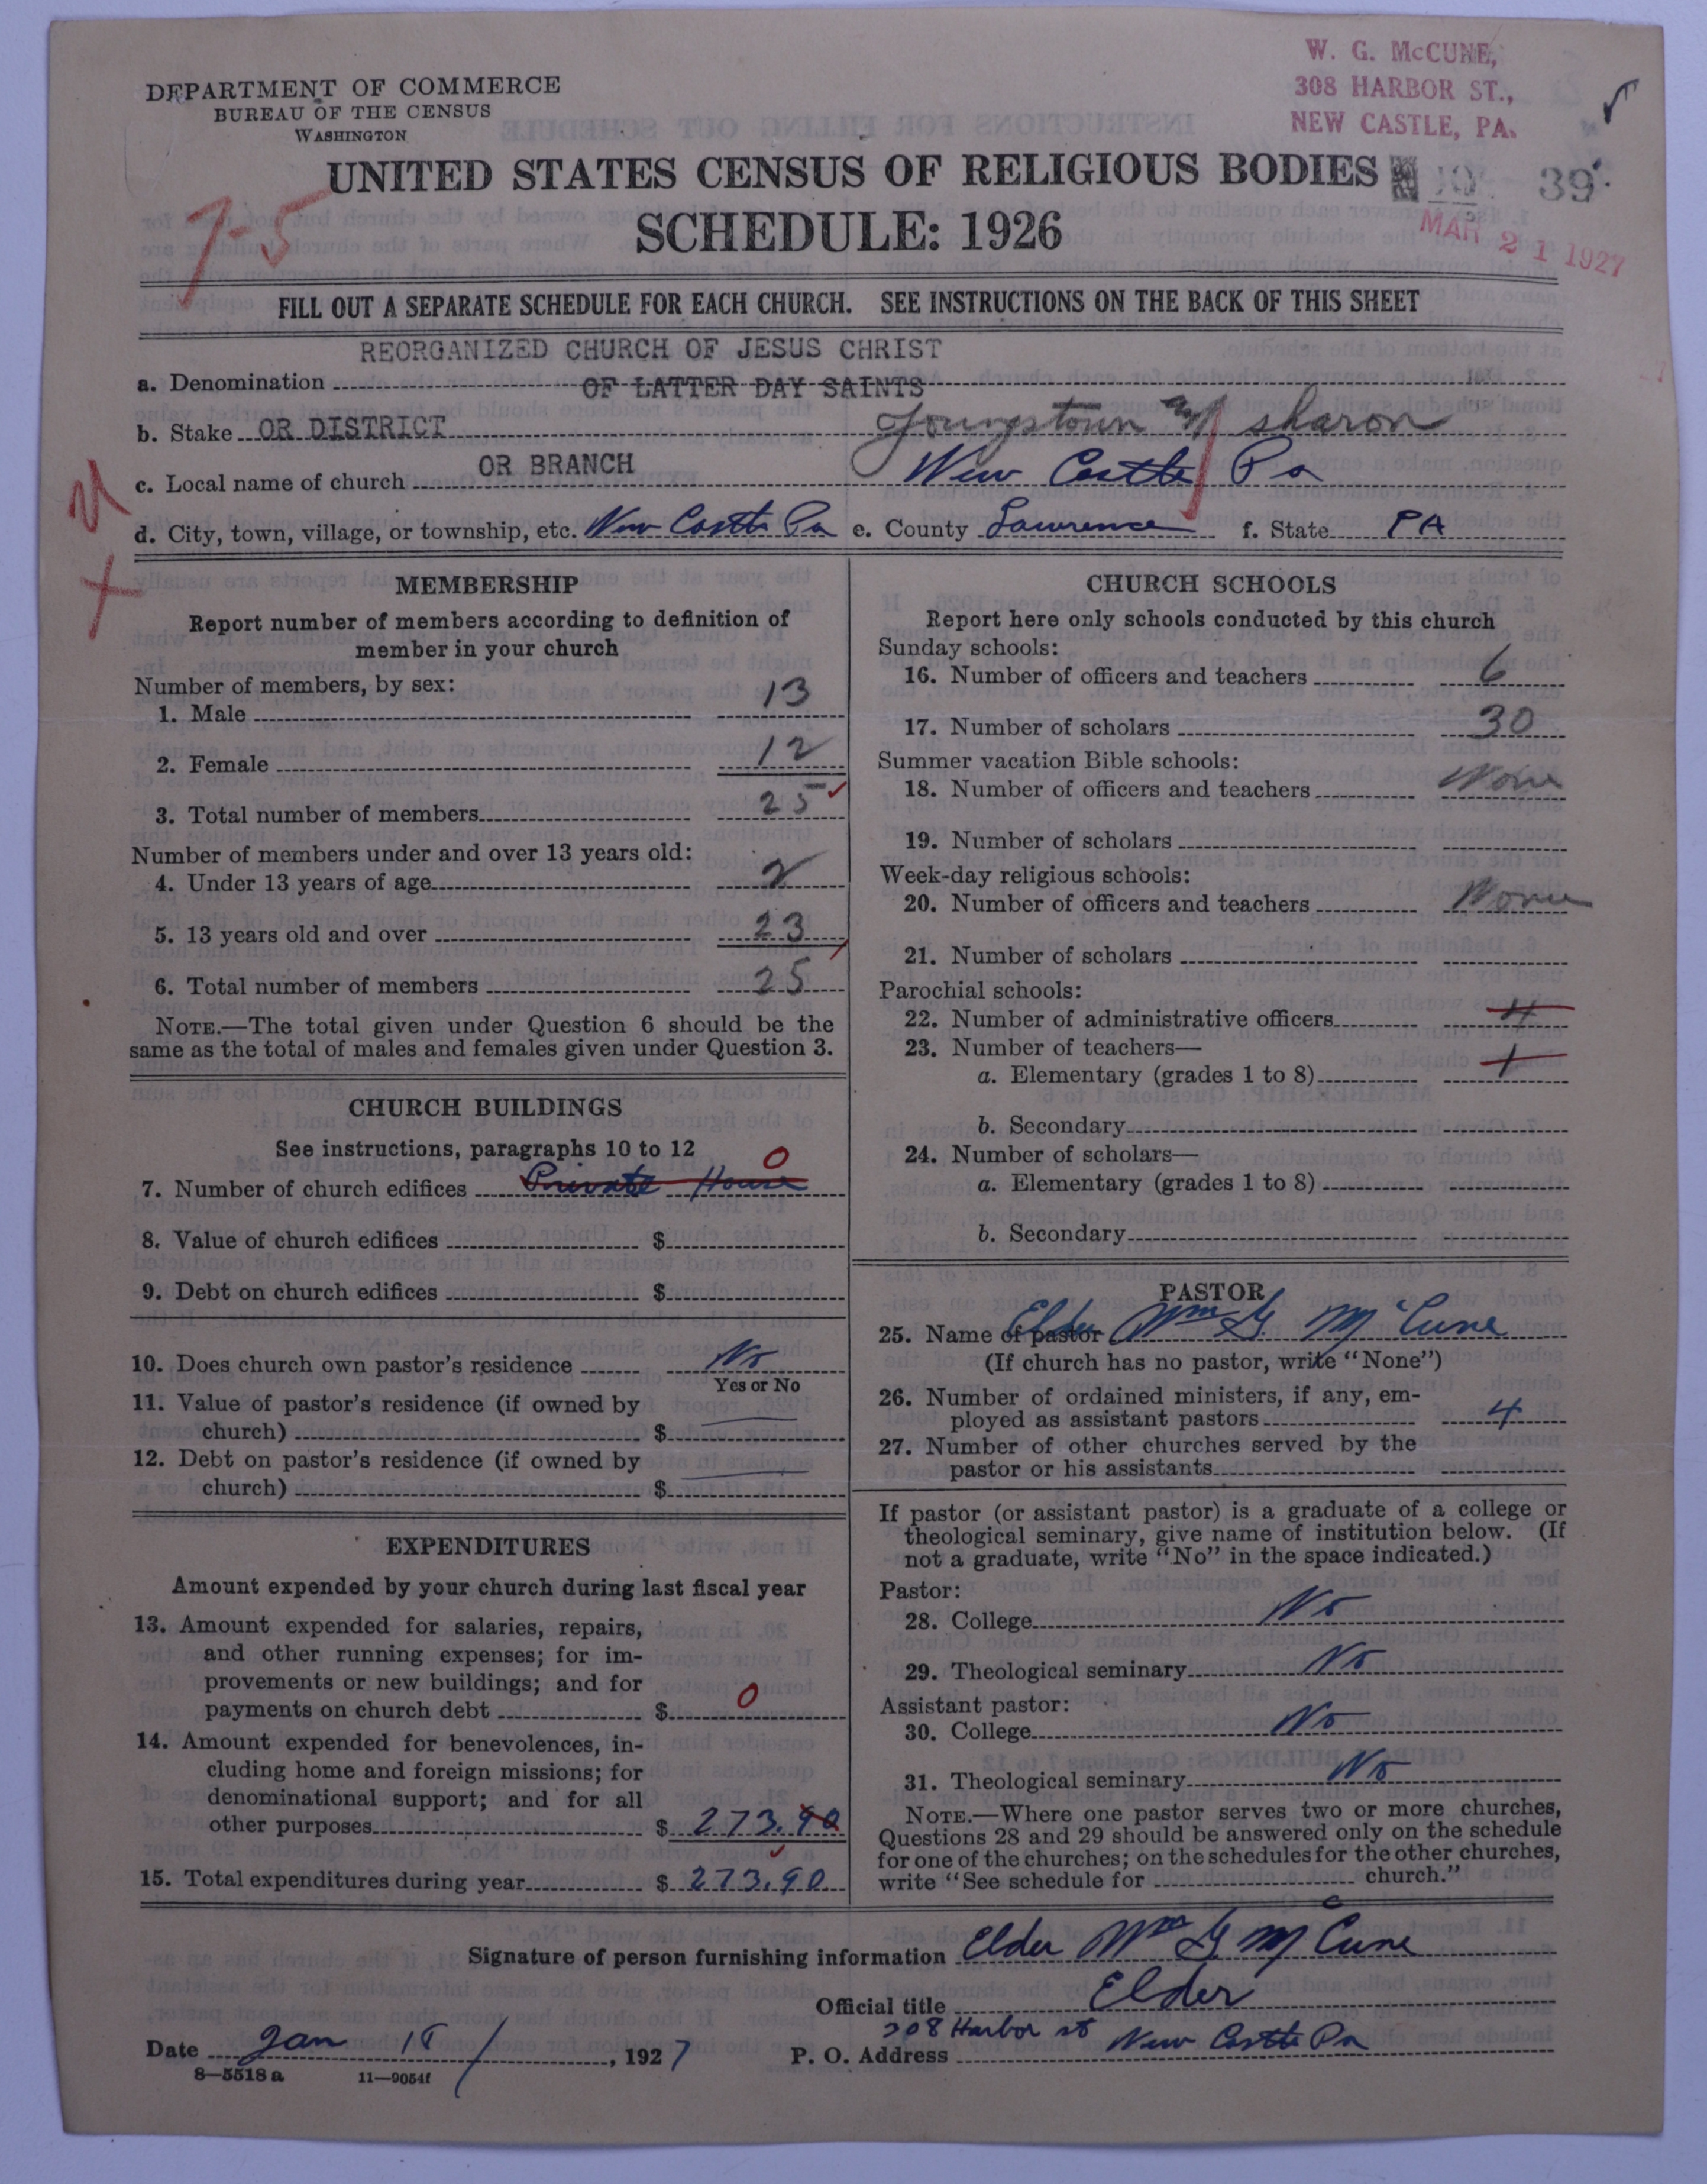 W. G. McCUNE,
308 HARBOR ST.,
NEW CASTLE, PA.
DEPARTMENT OF COMMERCE
BUREAU OF THE CENSUS
WASHINGTON
UNITED STATES CENSUS OF RELIGIOUS BODIES
39
7-5
SCHEDULE: 1926
MAR 21 1927
FILL OUT A SEPARATE SCHEDULE FOR EACH CHURCH. SEE INSTRUCTIONS ON THE BACK OF THIS SHEET
REORGANIZED CHURCH OF JESUS CHRIST
a. Denomination OF LATTER DAY SAINTS
b. Stake OR DISTRICT Youngstown and Sharon
OR BRANCH
c. Local name of church New Castle Pa
d. City, town, village, or township, etc. New Castle Pa e. County Lawrence f. State PA
MEMBERSHIP
Report number of members according to definition of
member in your church
Number of members, by sex:
1. Male 13
2. Female 12
3. Total number of members 25
Number of members under and over 13 years old:
4. Under 13 years of age 2
5. 13 years old and over 23
6. Total number of members 25
NOTE.—The total given under Question 6 should be the
same as the total of males and females given under Question 3.
CHURCH BUILDINGS
See instructions, paragraphs 10 to 12
0
7. Number of church edifices Private House
8. Value of church edifices $
9. Debt on church edifices $
10. Does church own pastor's residence No
Yes or No
11. Value of pastor's residence (if owned by
church) $
12. Debt on pastor's residence (if owned by
church) $
EXPENDITURES
Amount expended by your church during last fiscal year
13. Amount expended for salaries, repairs,
and other running expenses; for im-
provements or new buildings; and for
payments on church debt $ 0
14. Amount expended for benevolences, in-
cluding home and foreign missions; for
denominational support; and for all
other purposes $ 273.90
15. Total expenditures during year $ 273.90
CHURCH SCHOOLS
Report here only schools conducted by this church
Sunday schools:
16. Number of officers and teachers 6
17. Number of scholars 30
Summer vacation Bible schools:
18. Number of officers and teachers None
19. Number of scholars
Week-day religious schools:
20. Number of officers and teachers None
21. Number of scholars
Parochial schools:
22. Number of administrative officers 4
23. Number of teachers—
a. Elementary (grades 1 to 8) 1
b. Secondary
24. Number of scholars—
a. Elementary (grades 1 to 8)
b. Secondary
PASTOR
25. Name of pastor Elder Wm G. McCune
(If church has no pastor, write "None")
26. Number of ordained ministers, if any, em-
ployed as assistant pastors 4
27. Number of other churches served by the
pastor or his assistants
If pastor (or assistant pastor) is a graduate of a college or
theological seminary, give name of institution below. (If
not a graduate, write "No" in the space indicated.)
Pastor:
28. College No
29. Theological seminary No
Assistant pastor:
30. College No
31. Theological seminary No
NOTE.—Where one pastor serves two or more churches,
Questions 28 and 29 should be answered only on the schedule
for one of the churches; on the schedules for the other churches,
write "See schedule for church."
Signature of person furnishing information Elder Wm G McCune
Official title Elder
308 Harbor st
Date Jan 18, 1927 P. O. Address New Castle Pa
8—5518 a 11—9054f